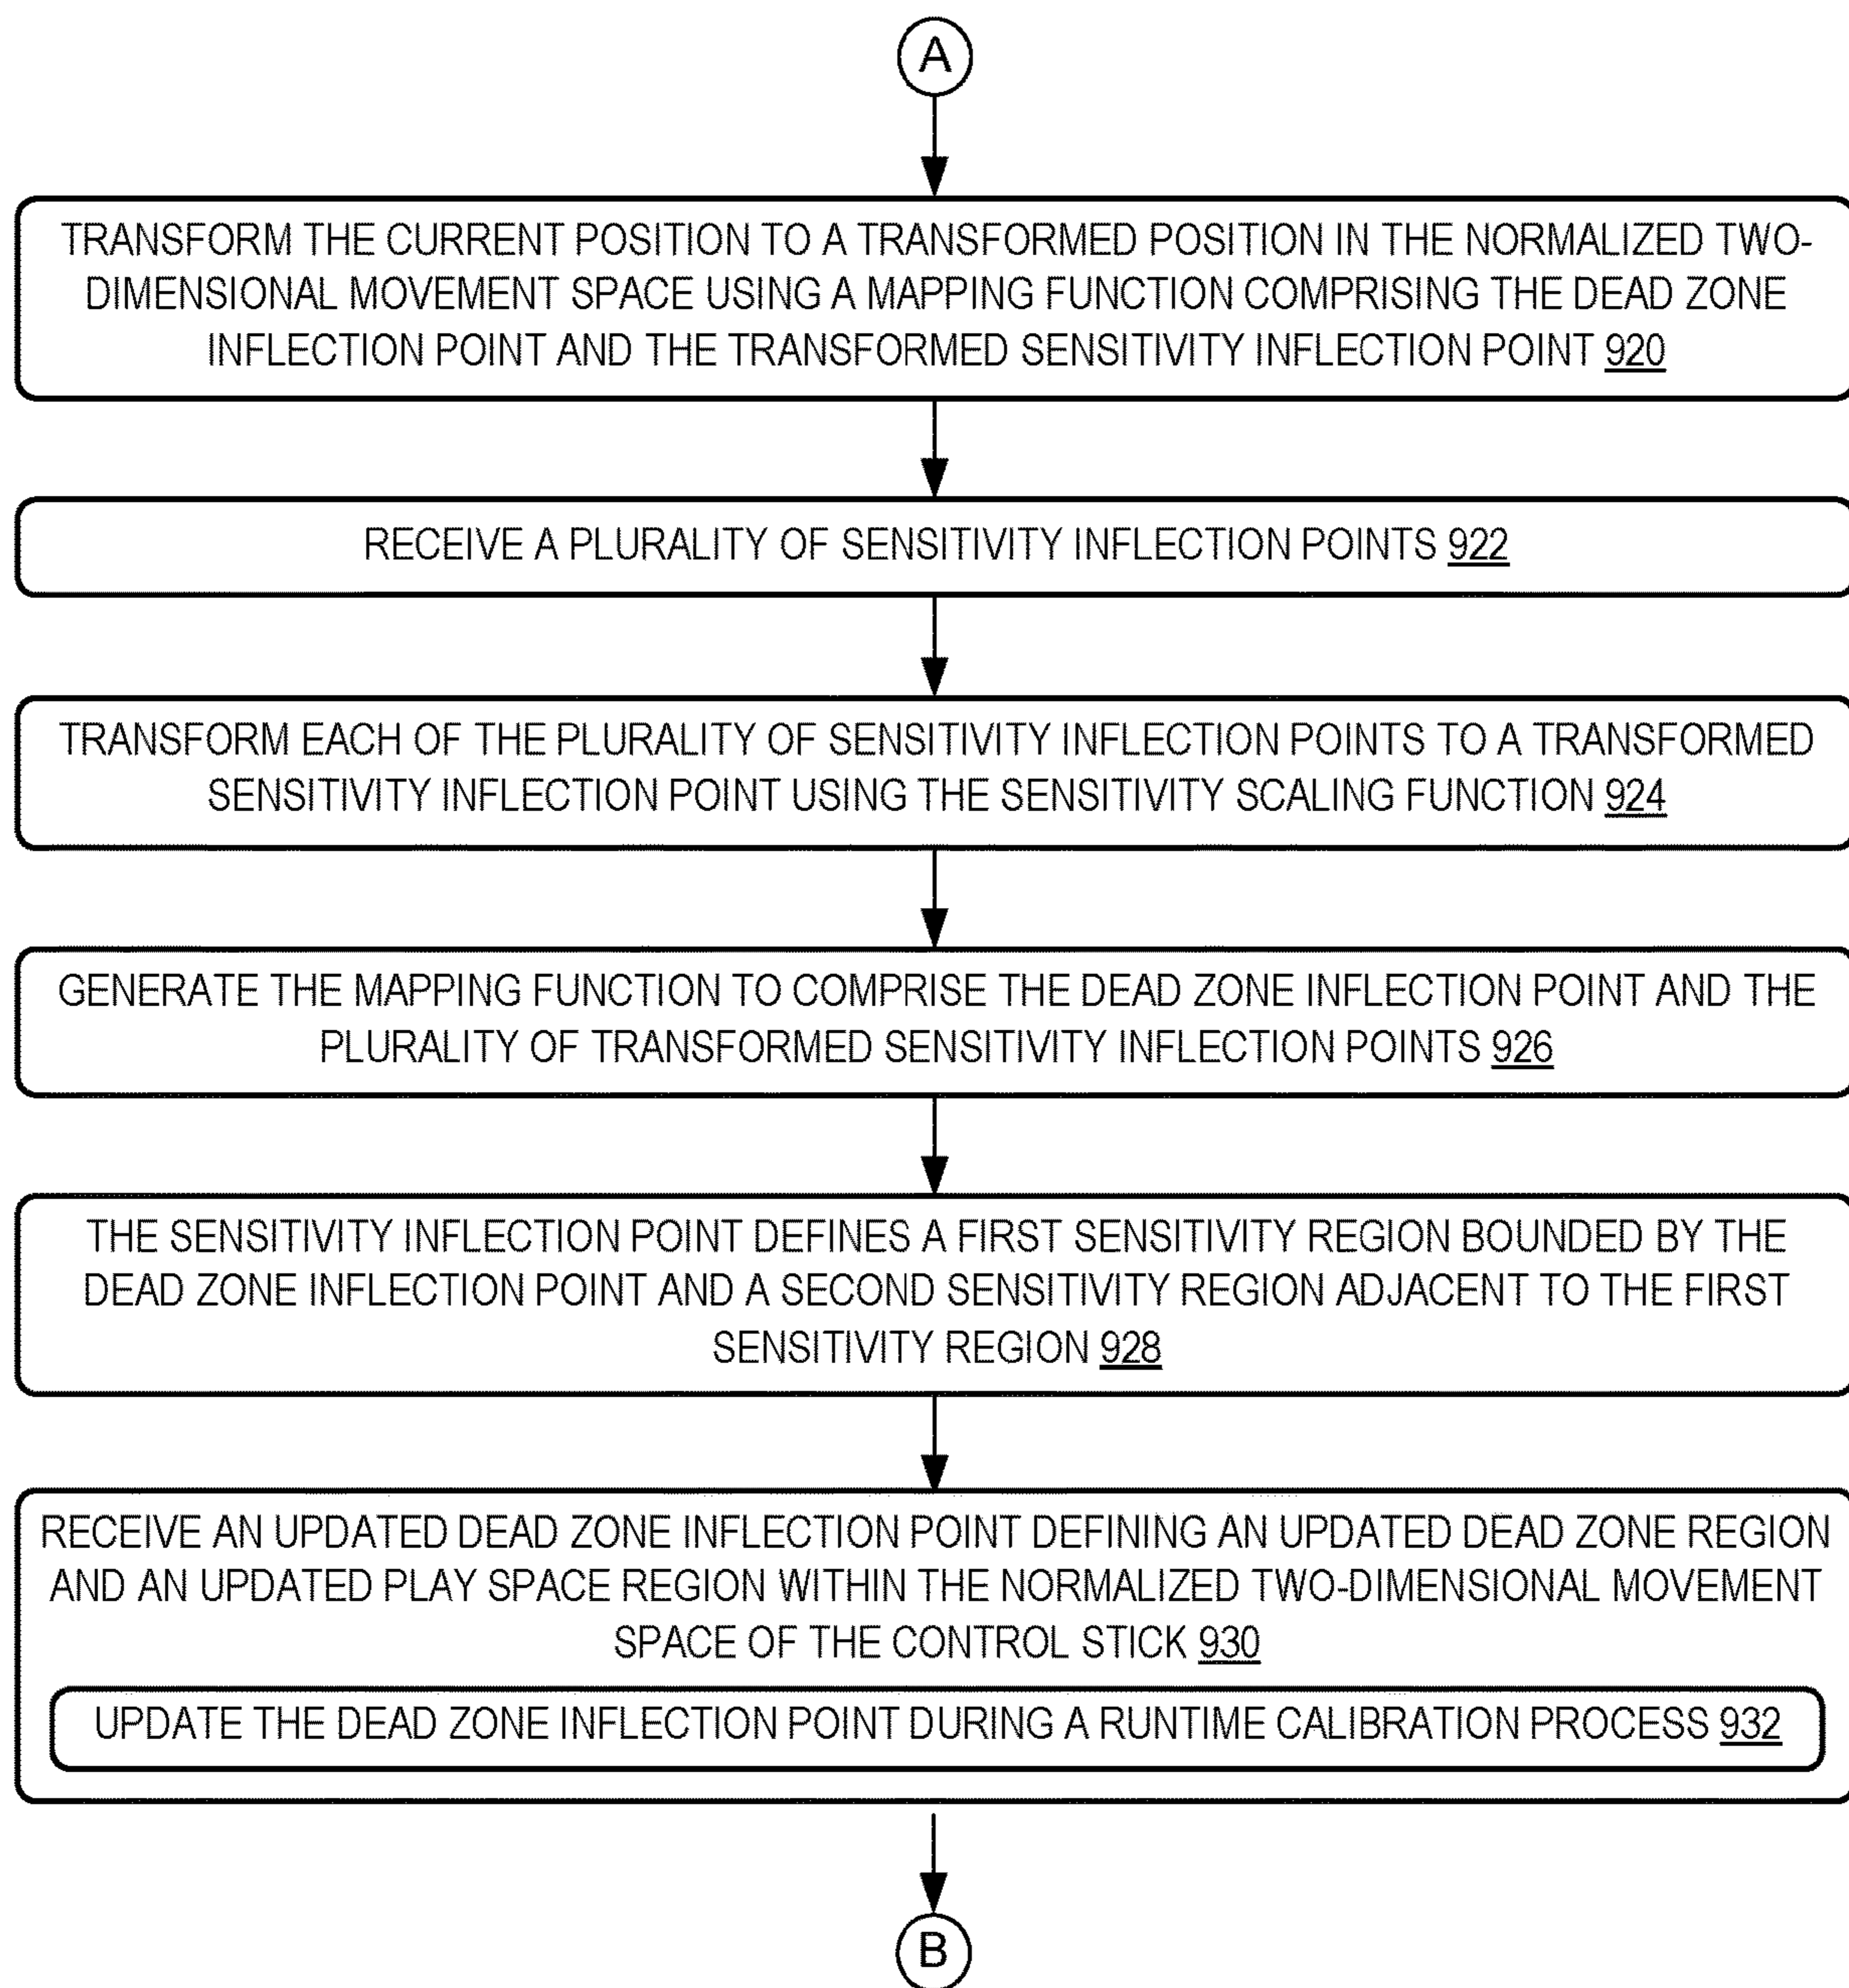 A
TRANSFORM THE CURRENT POSITION TO A TRANSFORMED POSITION IN THE NORMALIZED TWO-
DIMENSIONAL MOVEMENT SPACE USING A MAPPING FUNCTION COMPRISING THE DEAD ZONE
INFLECTION POINT AND THE TRANSFORMED SENSITIVITY INFLECTION POINT 920
RECEIVE A PLURALITY OF SENSITIVITY INFLECTION POINTS 922
TRANSFORM EACH OF THE PLURALITY OF SENSITIVITY INFLECTION POINTS TO A TRANSFORMED
SENSITIVITY INFLECTION POINT USING THE SENSITIVITY SCALING FUNCTION 924
GENERATE THE MAPPING FUNCTION TO COMPRISE THE DEAD ZONE INFLECTION POINT AND THE
PLURALITY OF TRANSFORMED SENSITIVITY INFLECTION POINTS 926
THE SENSITIVITY INFLECTION POINT DEFINES A FIRST SENSITIVITY REGION BOUNDED BY THE
DEAD ZONE INFLECTION POINT AND A SECOND SENSITIVITY REGION ADJACENT TO THE FIRST
SENSITIVITY REGION 928
RECEIVE AN UPDATED DEAD ZONE INFLECTION POINT DEFINING AN UPDATED DEAD ZONE REGION
AND AN UPDATED PLAY SPACE REGION WITHIN THE NORMALIZED TWO-DIMENSIONAL MOVEMENT
SPACE OF THE CONTROL STICK 930
UPDATE THE DEAD ZONE INFLECTION POINT DURING A RUNTIME CALIBRATION PROCESS 932
B